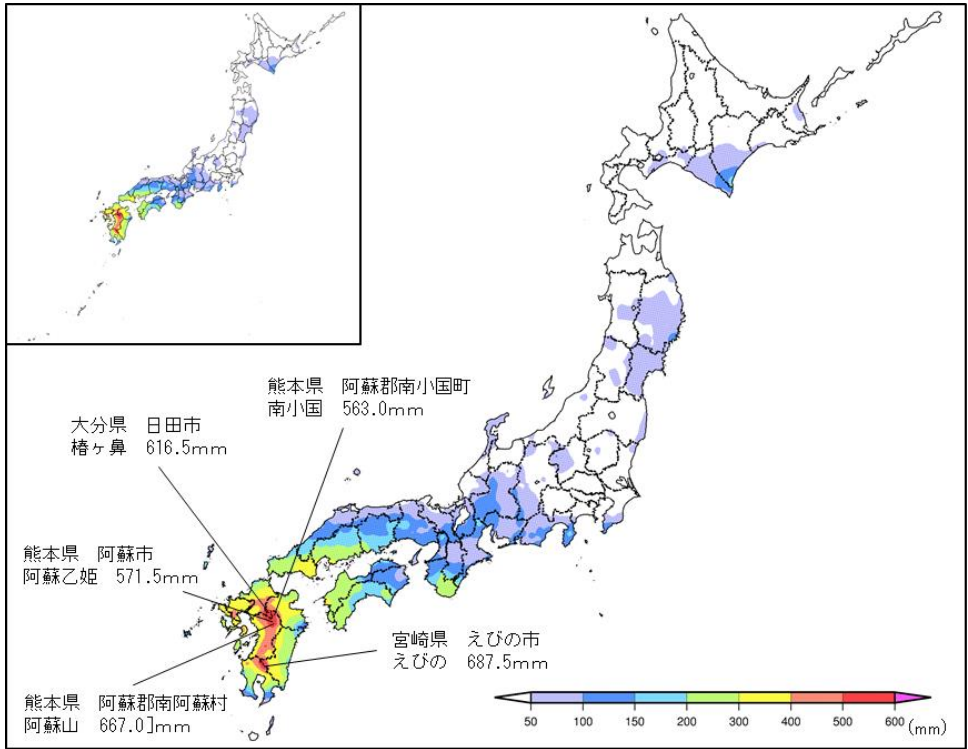 熊本県　阿蘇郡南小国町
南小国　563.0mm
大分県　日田市
椿ヶ鼻　616.5mm
熊本県　阿蘇市
阿蘇乙姫　571.5mm
宮崎県　えびの市
えびの　687.5mm
熊本県　阿蘇郡南阿蘇村
阿蘇山　667.0]mm
50 100 150 200 300 400 500 600 (mm)